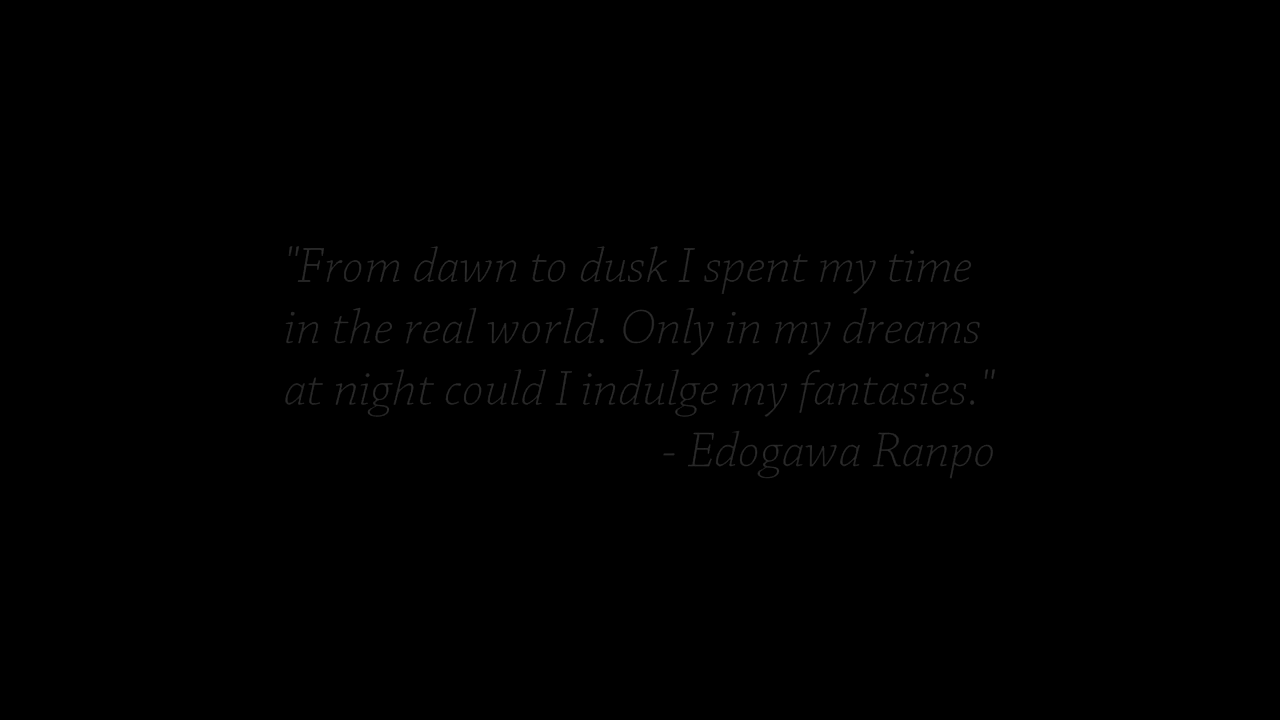 "From dawn to dusk I spent my time
in the real world. Only in my dreams
at night could I indulge my fantasies."
- Edogawa Ranpo